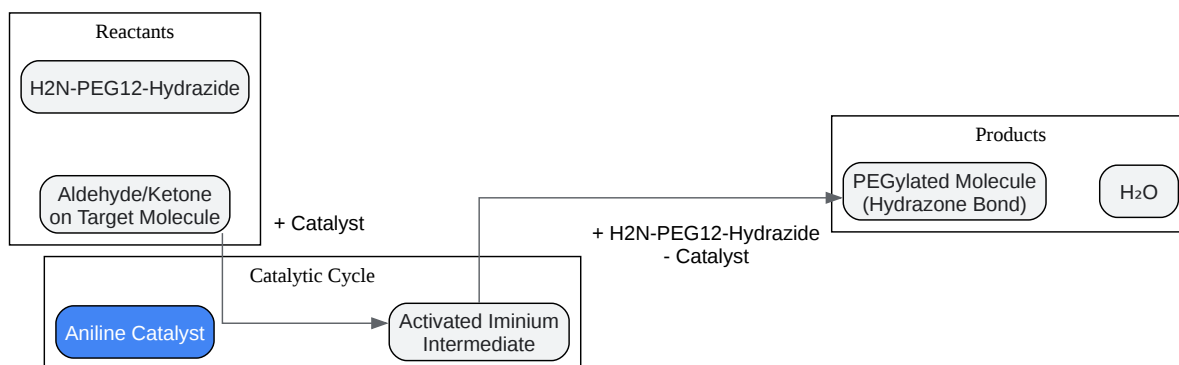 Reactants
H2N-PEG12-Hydrazide
Aldehyde/Ketone
on Target Molecule
+ Catalyst
Catalytic Cycle
Aniline Catalyst
Activated Iminium
Intermediate
+ H2N-PEG12-Hydrazide
- Catalyst
Products
PEGylated Molecule
(Hydrazone Bond)
H₂O